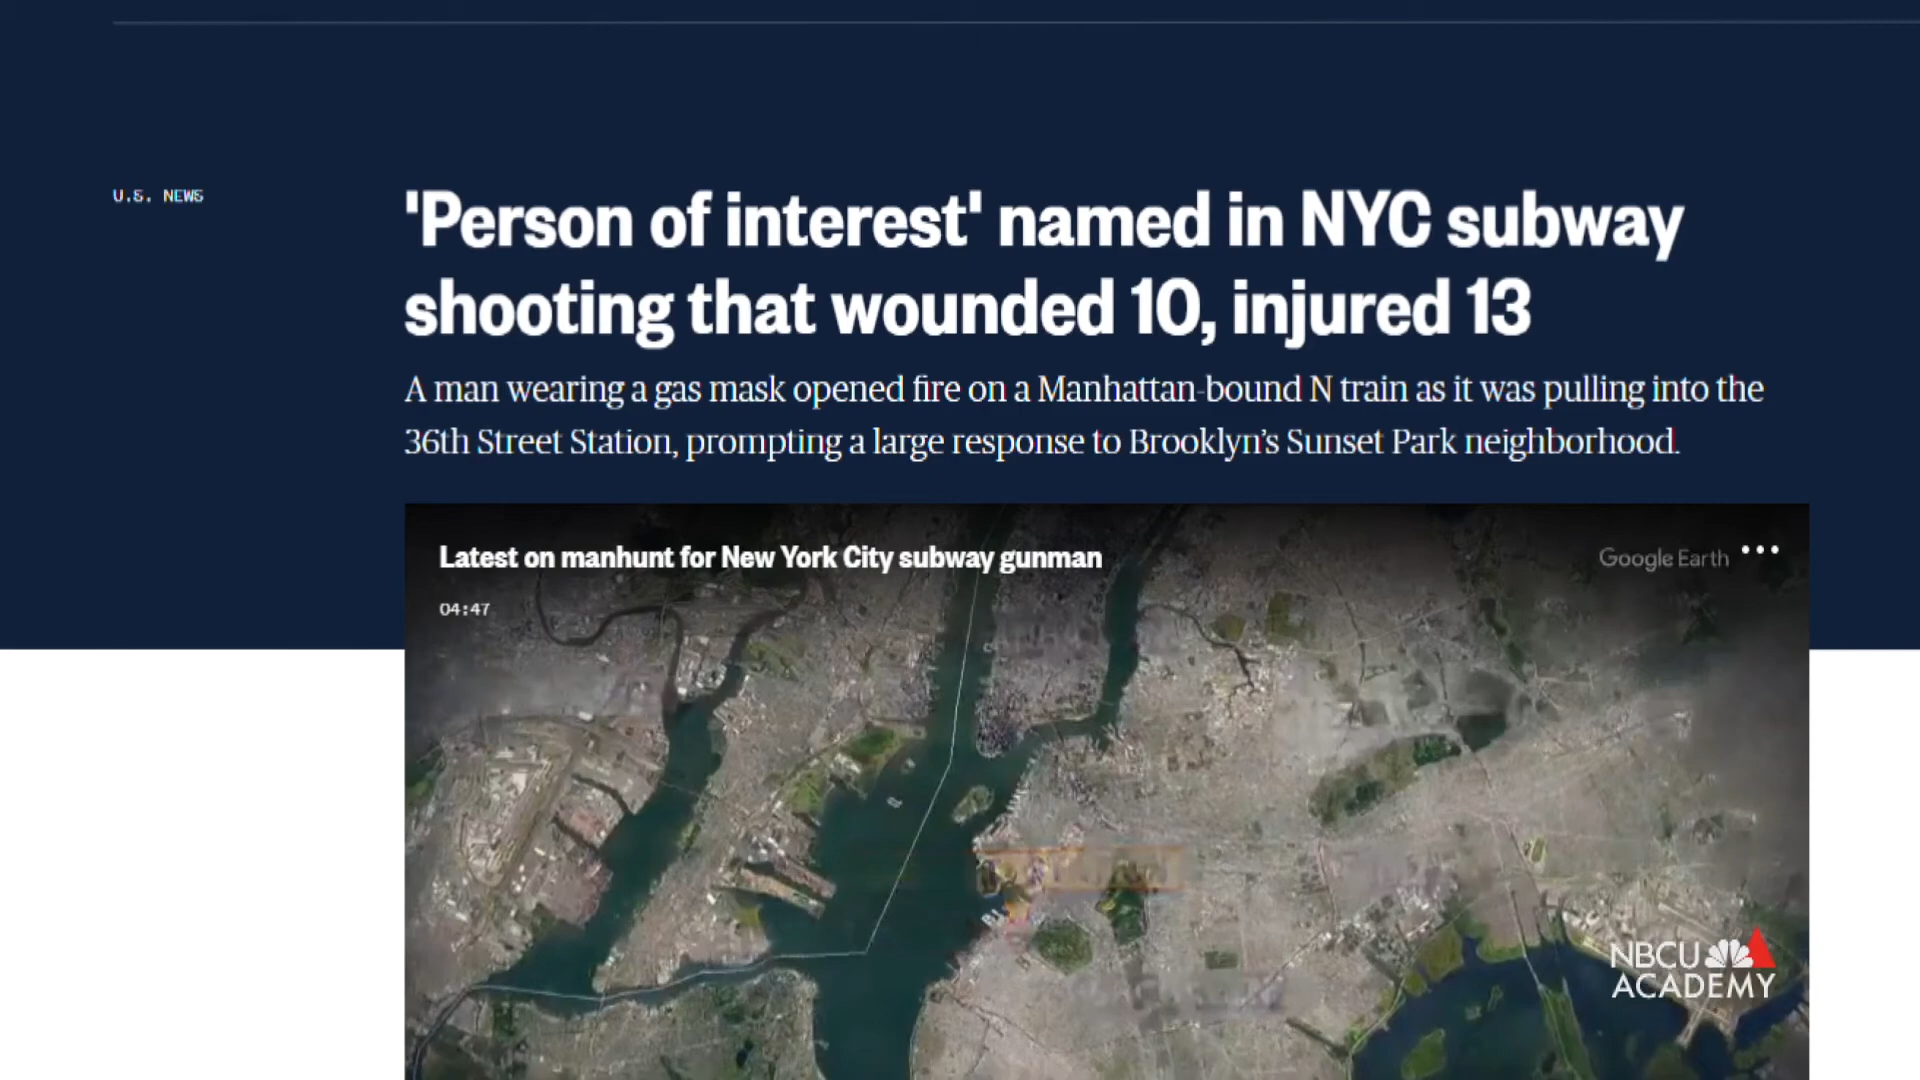 U.S. NEWS
'Person of interest' named in NYC subway
shooting that wounded 10, injured 13
A man wearing a gas mask opened fire on a Manhattan-bound N train as it was pulling into the
36th Street Station, prompting a large response to Brooklyn’s Sunset Park neighborhood.
Latest on manhunt for New York City subway gunman
Google Earth
04:47
NBCU
ACADEMY